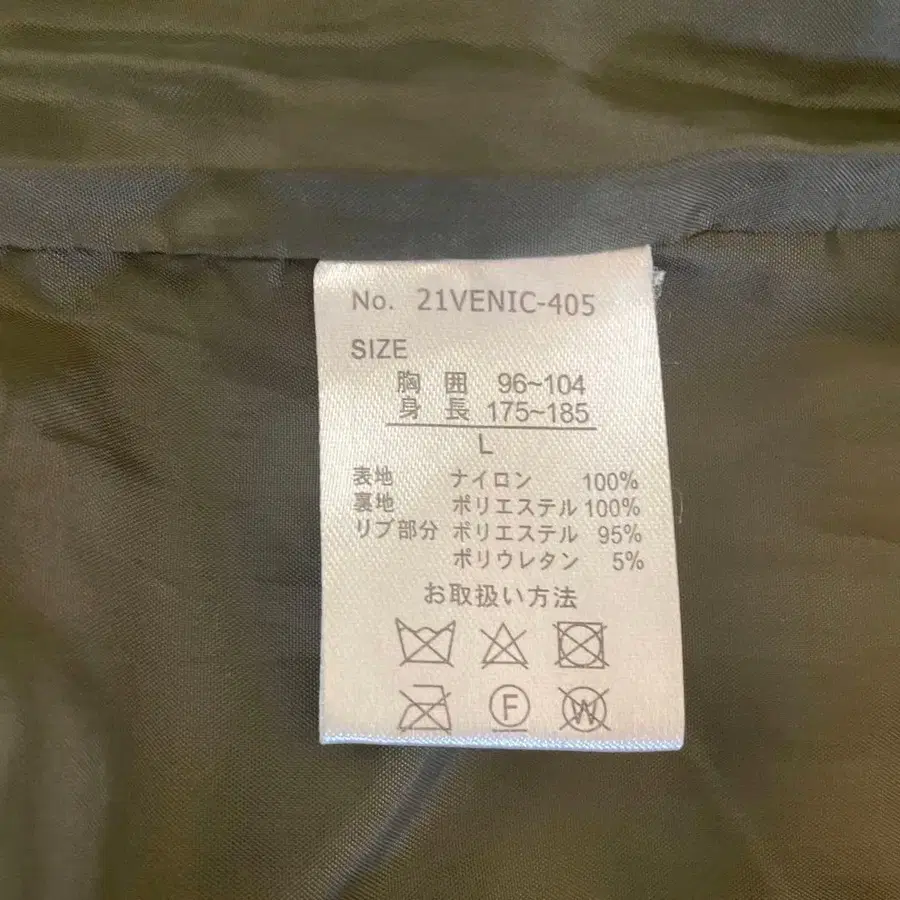 No. 21VENIC-405
SIZE
胸 囲 96~104
身 長 175~185
L
表地 ナイロン 100%
裏地 ポリエステル 100%
リブ部分 ポリエステル 95%
ポリウレタン 5%
お取扱い方法
F W